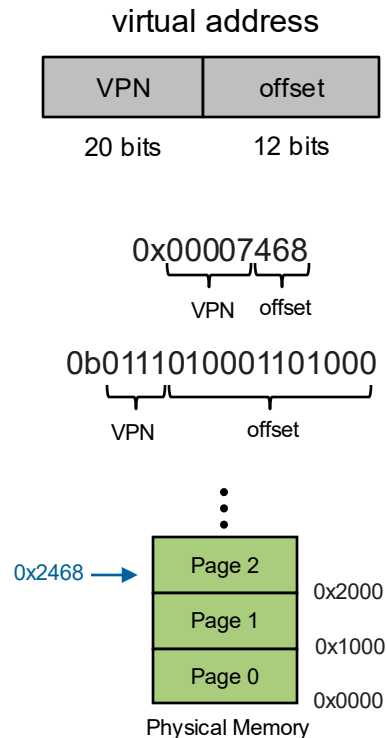 virtual address
VPN offset
20 bits 12 bits
0x00007468
VPN offset
0b0111010001101000
VPN offset
0x2468
Page 2
0x2000
Page 1
0x1000
Page 0
0x0000
Physical Memory